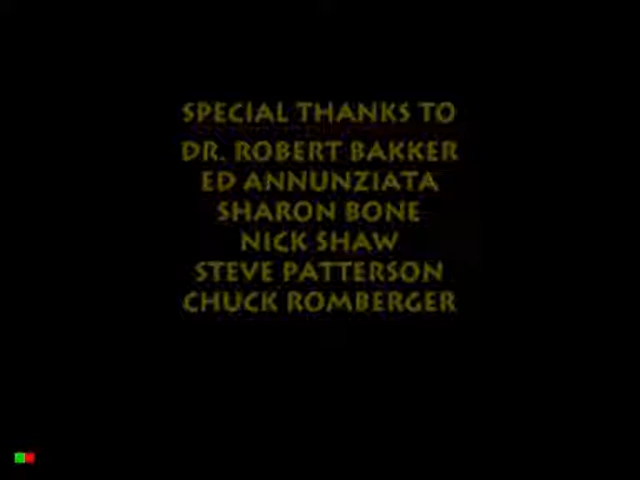 SPECIAL THANKS TO
DR. ROBERT BAKKER
ED ANNUNZIATA
SHARON BONE
NICK SHAW
STEVE PATTERSON
CHUCK ROMBERGER